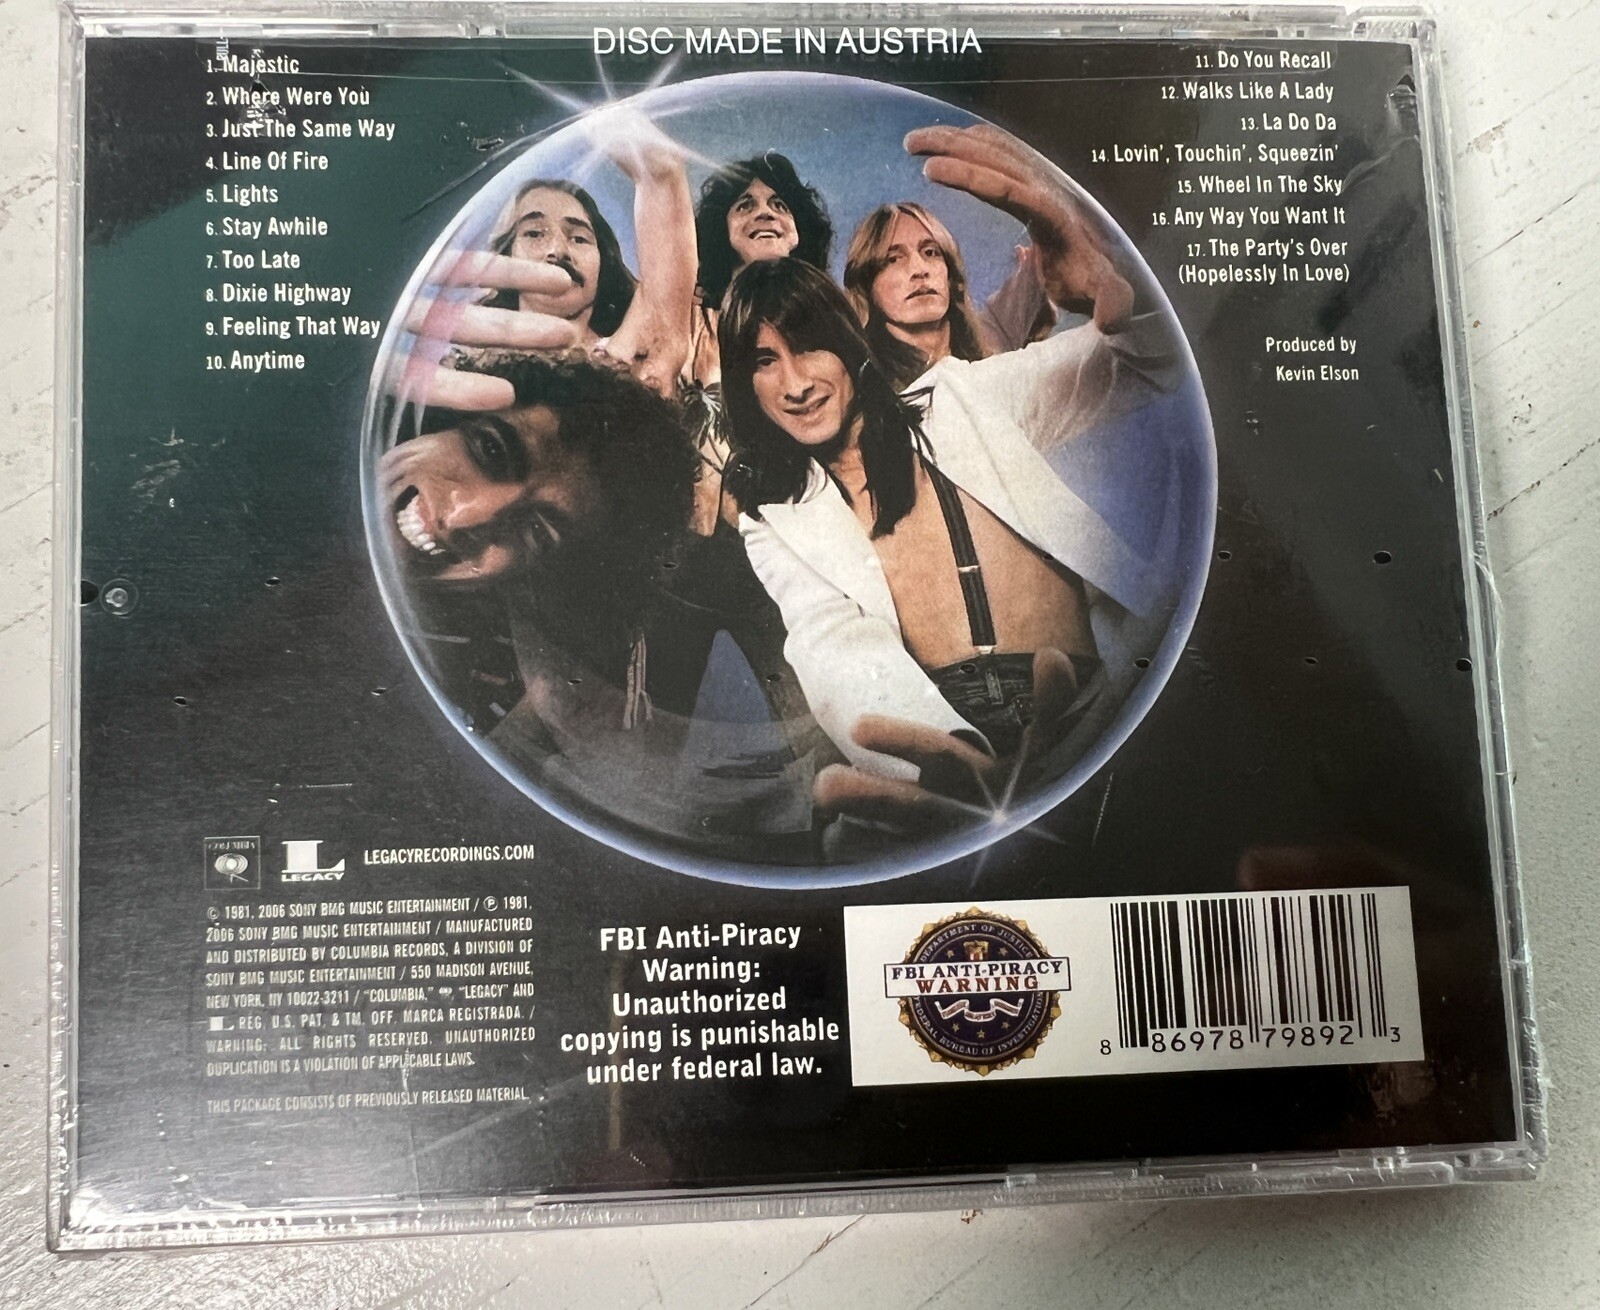 DISC MADE IN AUSTRIA
1. Majestic
2. Where Were You
3. Just The Same Way
4. Line Of Fire
5. Lights
6. Stay Awhile
7. Too Late
8. Dixie Highway
9. Feeling That Way
10. Anytime
11. Do You Recall
12. Walks Like A Lady
13. La Do Da
14. Lovin', Touchin', Squeezin'
15. Wheel In The Sky
16. Any Way You Want It
17. The Party's Over
(Hopelessly In Love)
Produced by
Kevin Elson
COLUMBIA
L
LEGACY
LEGACYRECORDINGS.COM
© 1981, 2006 SONY BMG MUSIC ENTERTAINMENT / ℗ 1981,
2006 SONY BMG MUSIC ENTERTAINMENT / MANUFACTURED
AND DISTRIBUTED BY COLUMBIA RECORDS, A DIVISION OF
SONY BMG MUSIC ENTERTAINMENT / 550 MADISON AVENUE,
NEW YORK, NY 10022-3211 / "COLUMBIA," , "LEGACY" AND
L REG. U.S. PAT. & TM. OFF. MARCA REGISTRADA. /
WARNING: ALL RIGHTS RESERVED. UNAUTHORIZED
DUPLICATION IS A VIOLATION OF APPLICABLE LAWS.
THIS PACKAGE CONSISTS OF PREVIOUSLY RELEASED MATERIAL.
FBI Anti-Piracy
Warning:
Unauthorized
copying is punishable
under federal law.
DEPARTMENT OF JUSTICE
FBI ANTI-PIRACY
WARNING
FEDERAL BUREAU OF INVESTIGATION
8 86978 79892 3